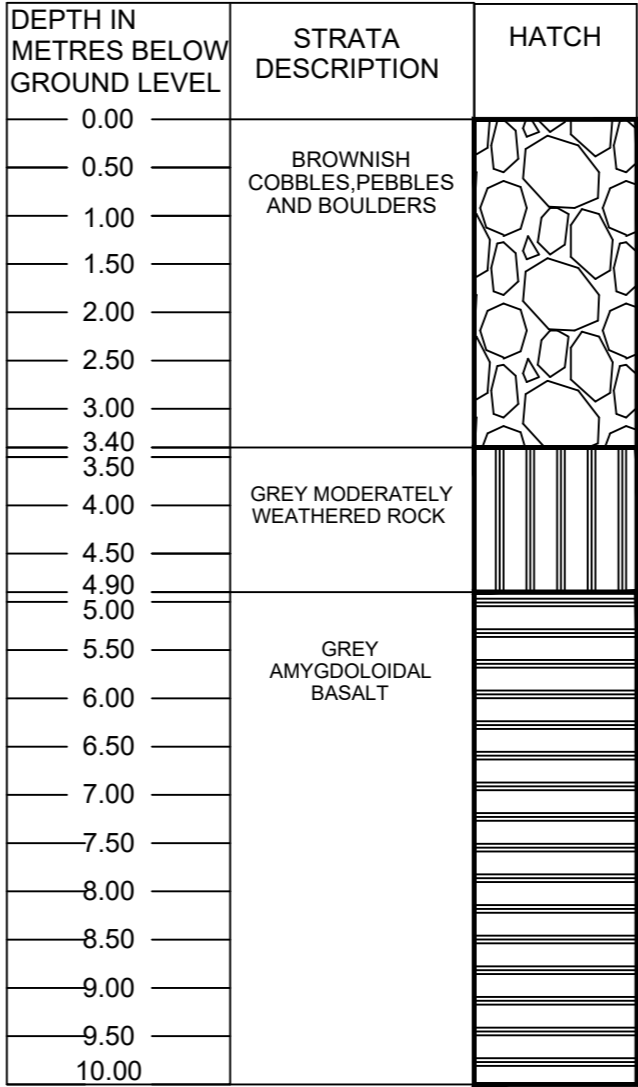 DEPTH IN
METRES BELOW
GROUND LEVEL
STRATA
DESCRIPTION
HATCH
0.00
0.50
1.00
1.50
2.00
2.50
3.00
3.40
3.50
4.00
4.50
4.90
5.00
5.50
6.00
6.50
7.00
7.50
8.00
8.50
9.00
9.50
10.00
BROWNISH
COBBLES,PEBBLES
AND BOULDERS
GREY MODERATELY
WEATHERED ROCK
GREY
AMYGDOLOIDAL
BASALT